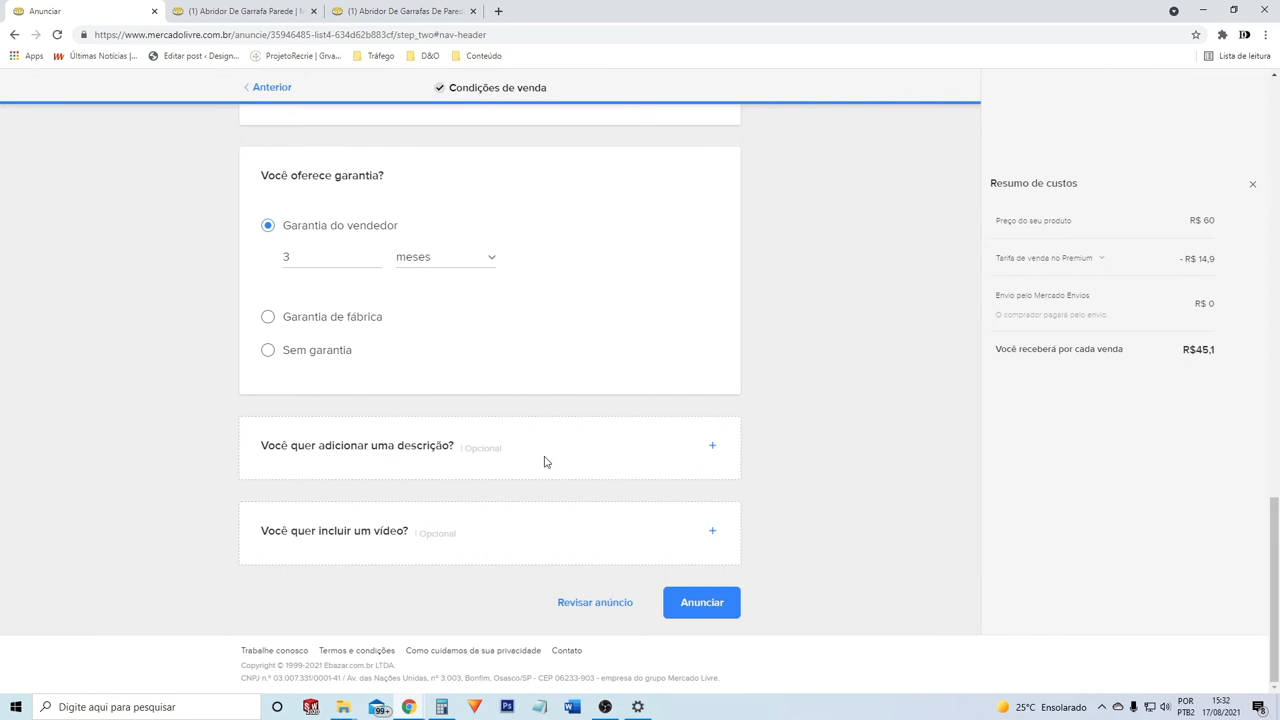 Anunciar
(Abridor De Garrafa Parede | M
(Abridor De Garrafas De Pared
https://www.mercadolivre.com.br/anuncie/35946485-list4-634d62b883cf/step_two#nav-header
Apps
Últimas Notícias |...
Editar post ‹ Design...
ProjetoRecrie | Grva...
Tráfego
D&O
Conteúdo
Lista de leitura
Anterior
Condições de venda
Você oferece garantia?
Garantia do vendedor
3 meses
Garantia de fábrica
Sem garantia
Você quer adicionar uma descrição? | Opcional
Você quer incluir um vídeo? | Opcional
Revisar anúncio
Anunciar
Resumo de custos
Preço do seu produto R$ 60
Tarifa de venda no Premium - R$ 14,9
Envio pelo Mercado Envios R$ 0
O comprador pagará pelo envio.
Você receberá por cada venda R$45,1
Trabalhe conosco Termos e condições Como cuidamos da sua privacidade Contato
Copyright © 1999-2021 Ebazar.com.br LTDA.
CNPJ n.º 03.007.331/0001-41 / Av. das Nações Unidas, nº 3.003, Bonfim, Osasco/SP - CEP 06233-903 - empresa do grupo Mercado Livre.
Digite aqui para pesquisar
99+
25°C Ensolarado
POR
PTB2
15:32
17/08/2021